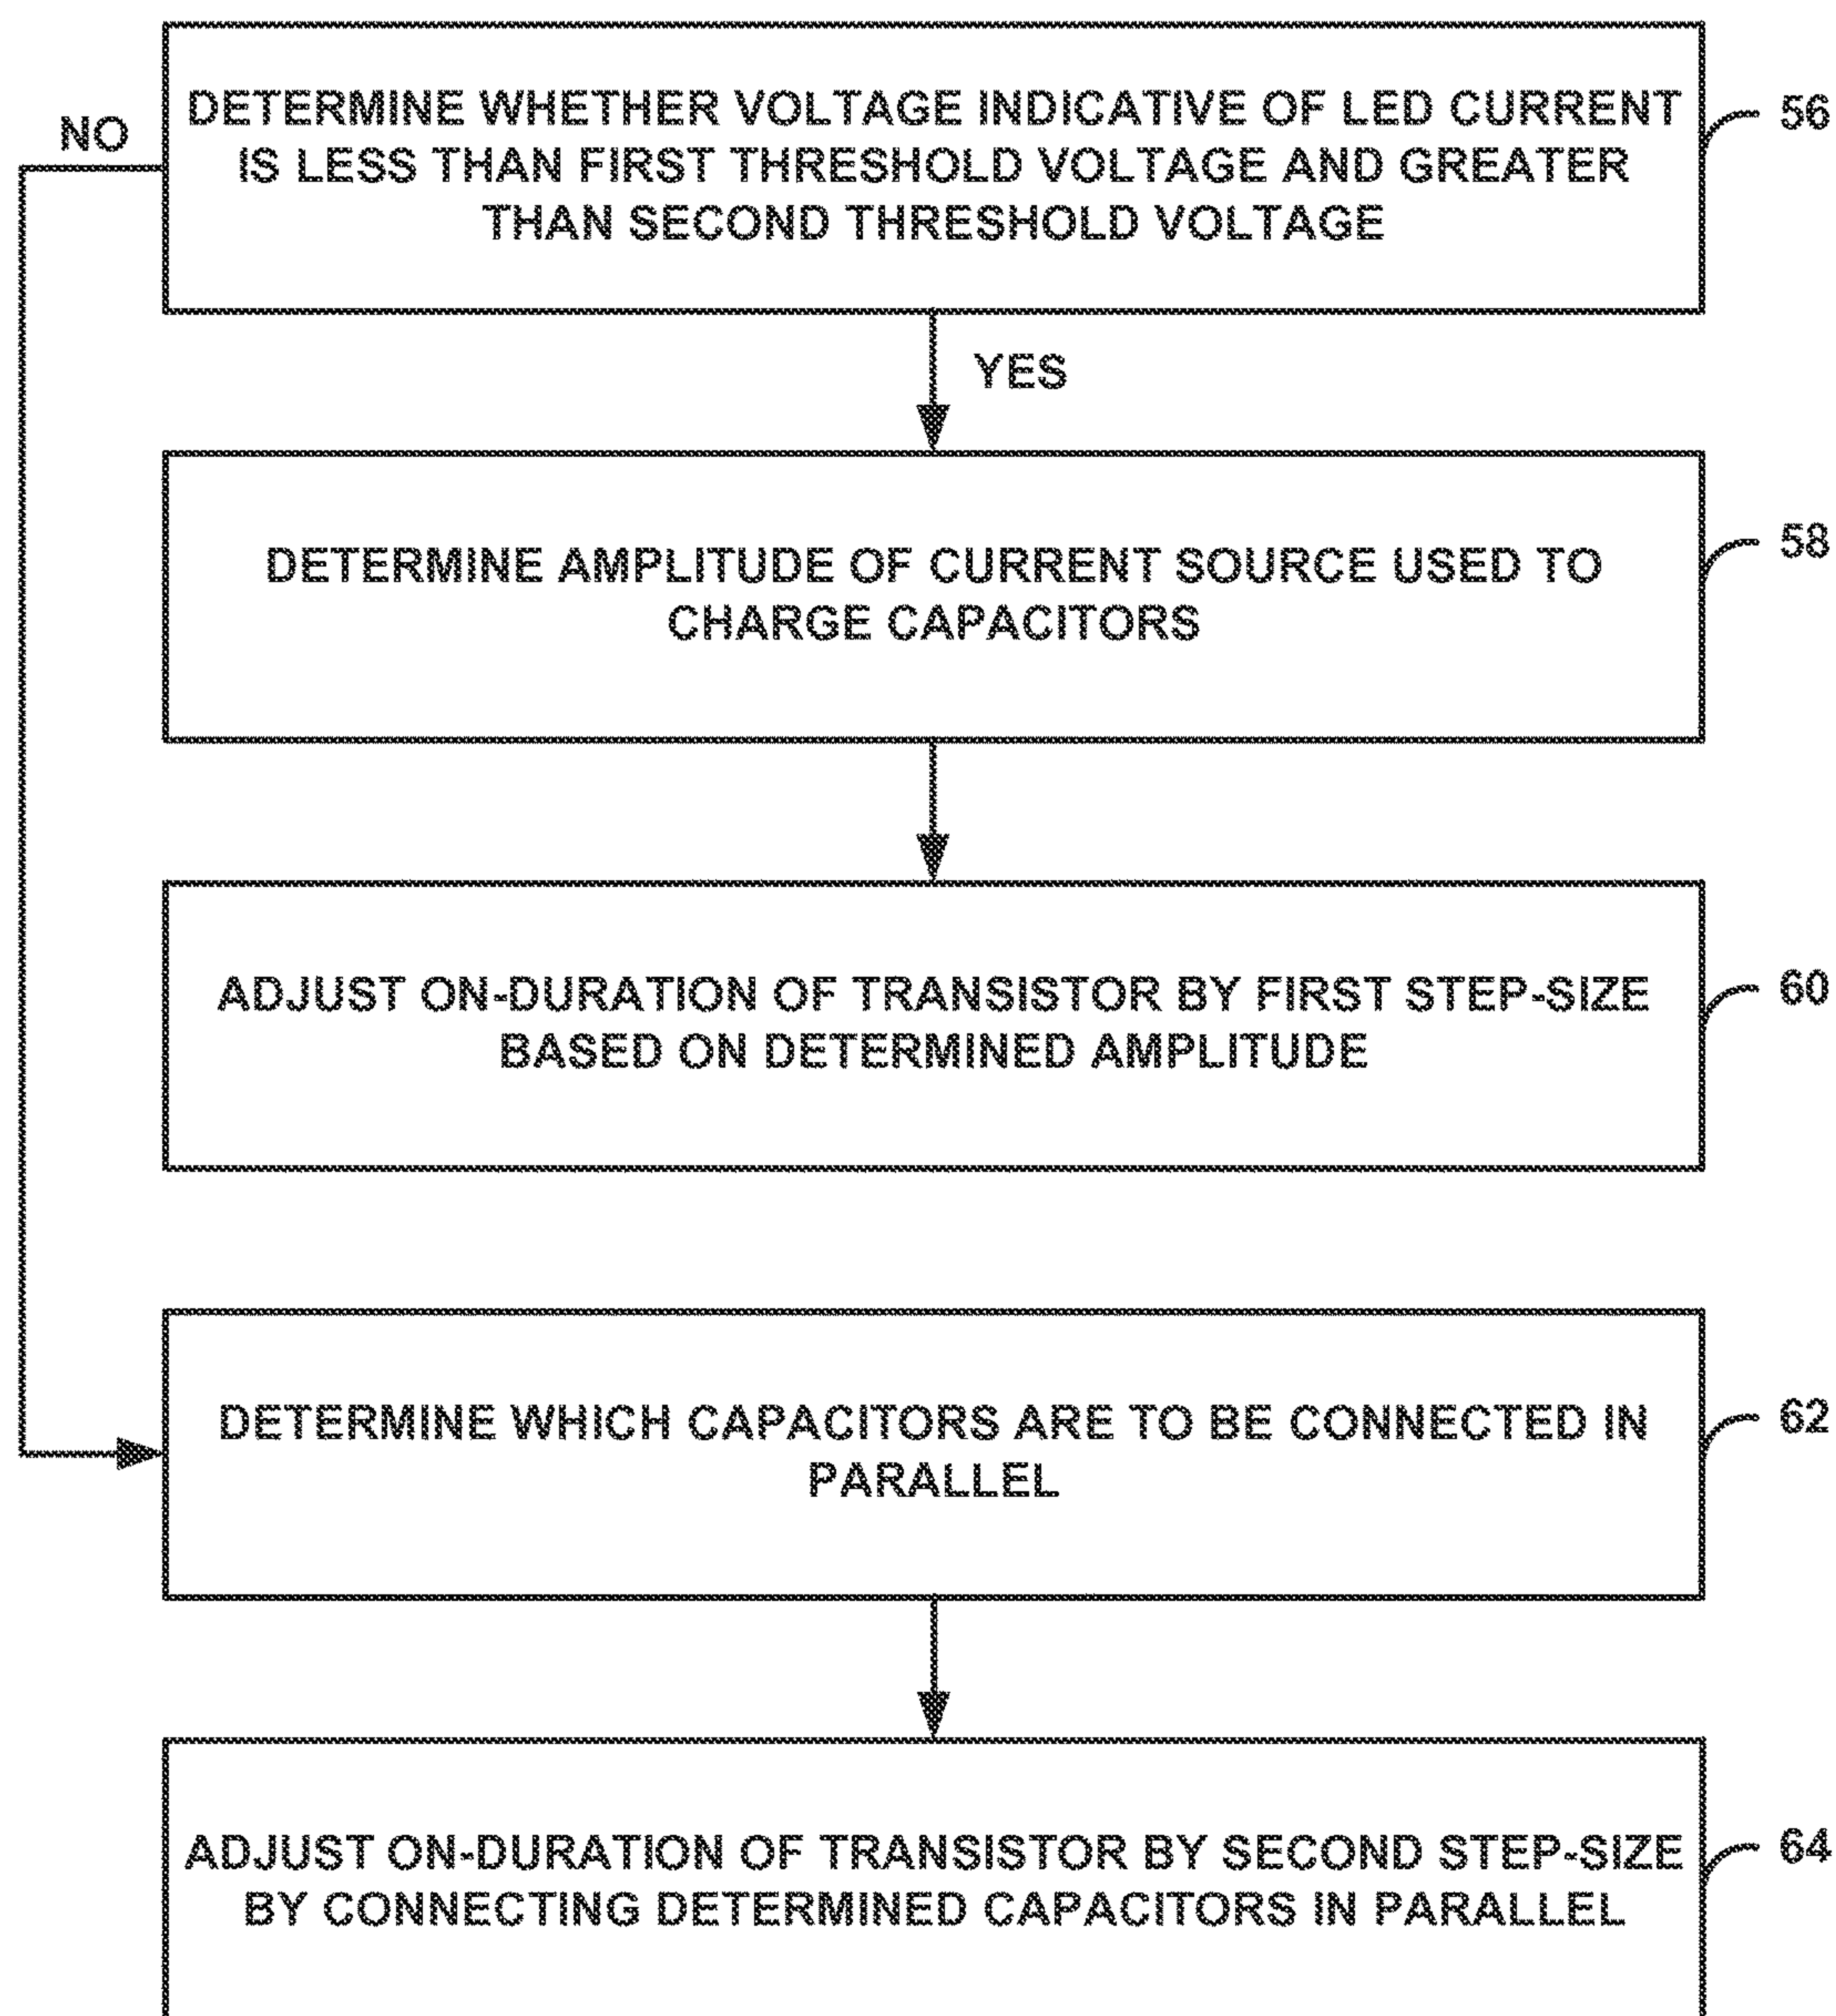 DETERMINE WHETHER VOLTAGE INDICATIVE OF LED CURRENT
IS LESS THAN FIRST THRESHOLD VOLTAGE AND GREATER
THAN SECOND THRESHOLD VOLTAGE
56
NO
YES
DETERMINE AMPLITUDE OF CURRENT SOURCE USED TO
CHARGE CAPACITORS
58
ADJUST ON-DURATION OF TRANSISTOR BY FIRST STEP-SIZE
BASED ON DETERMINED AMPLITUDE
60
DETERMINE WHICH CAPACITORS ARE TO BE CONNECTED IN
PARALLEL
62
ADJUST ON-DURATION OF TRANSISTOR BY SECOND STEP-SIZE
BY CONNECTING DETERMINED CAPACITORS IN PARALLEL
64